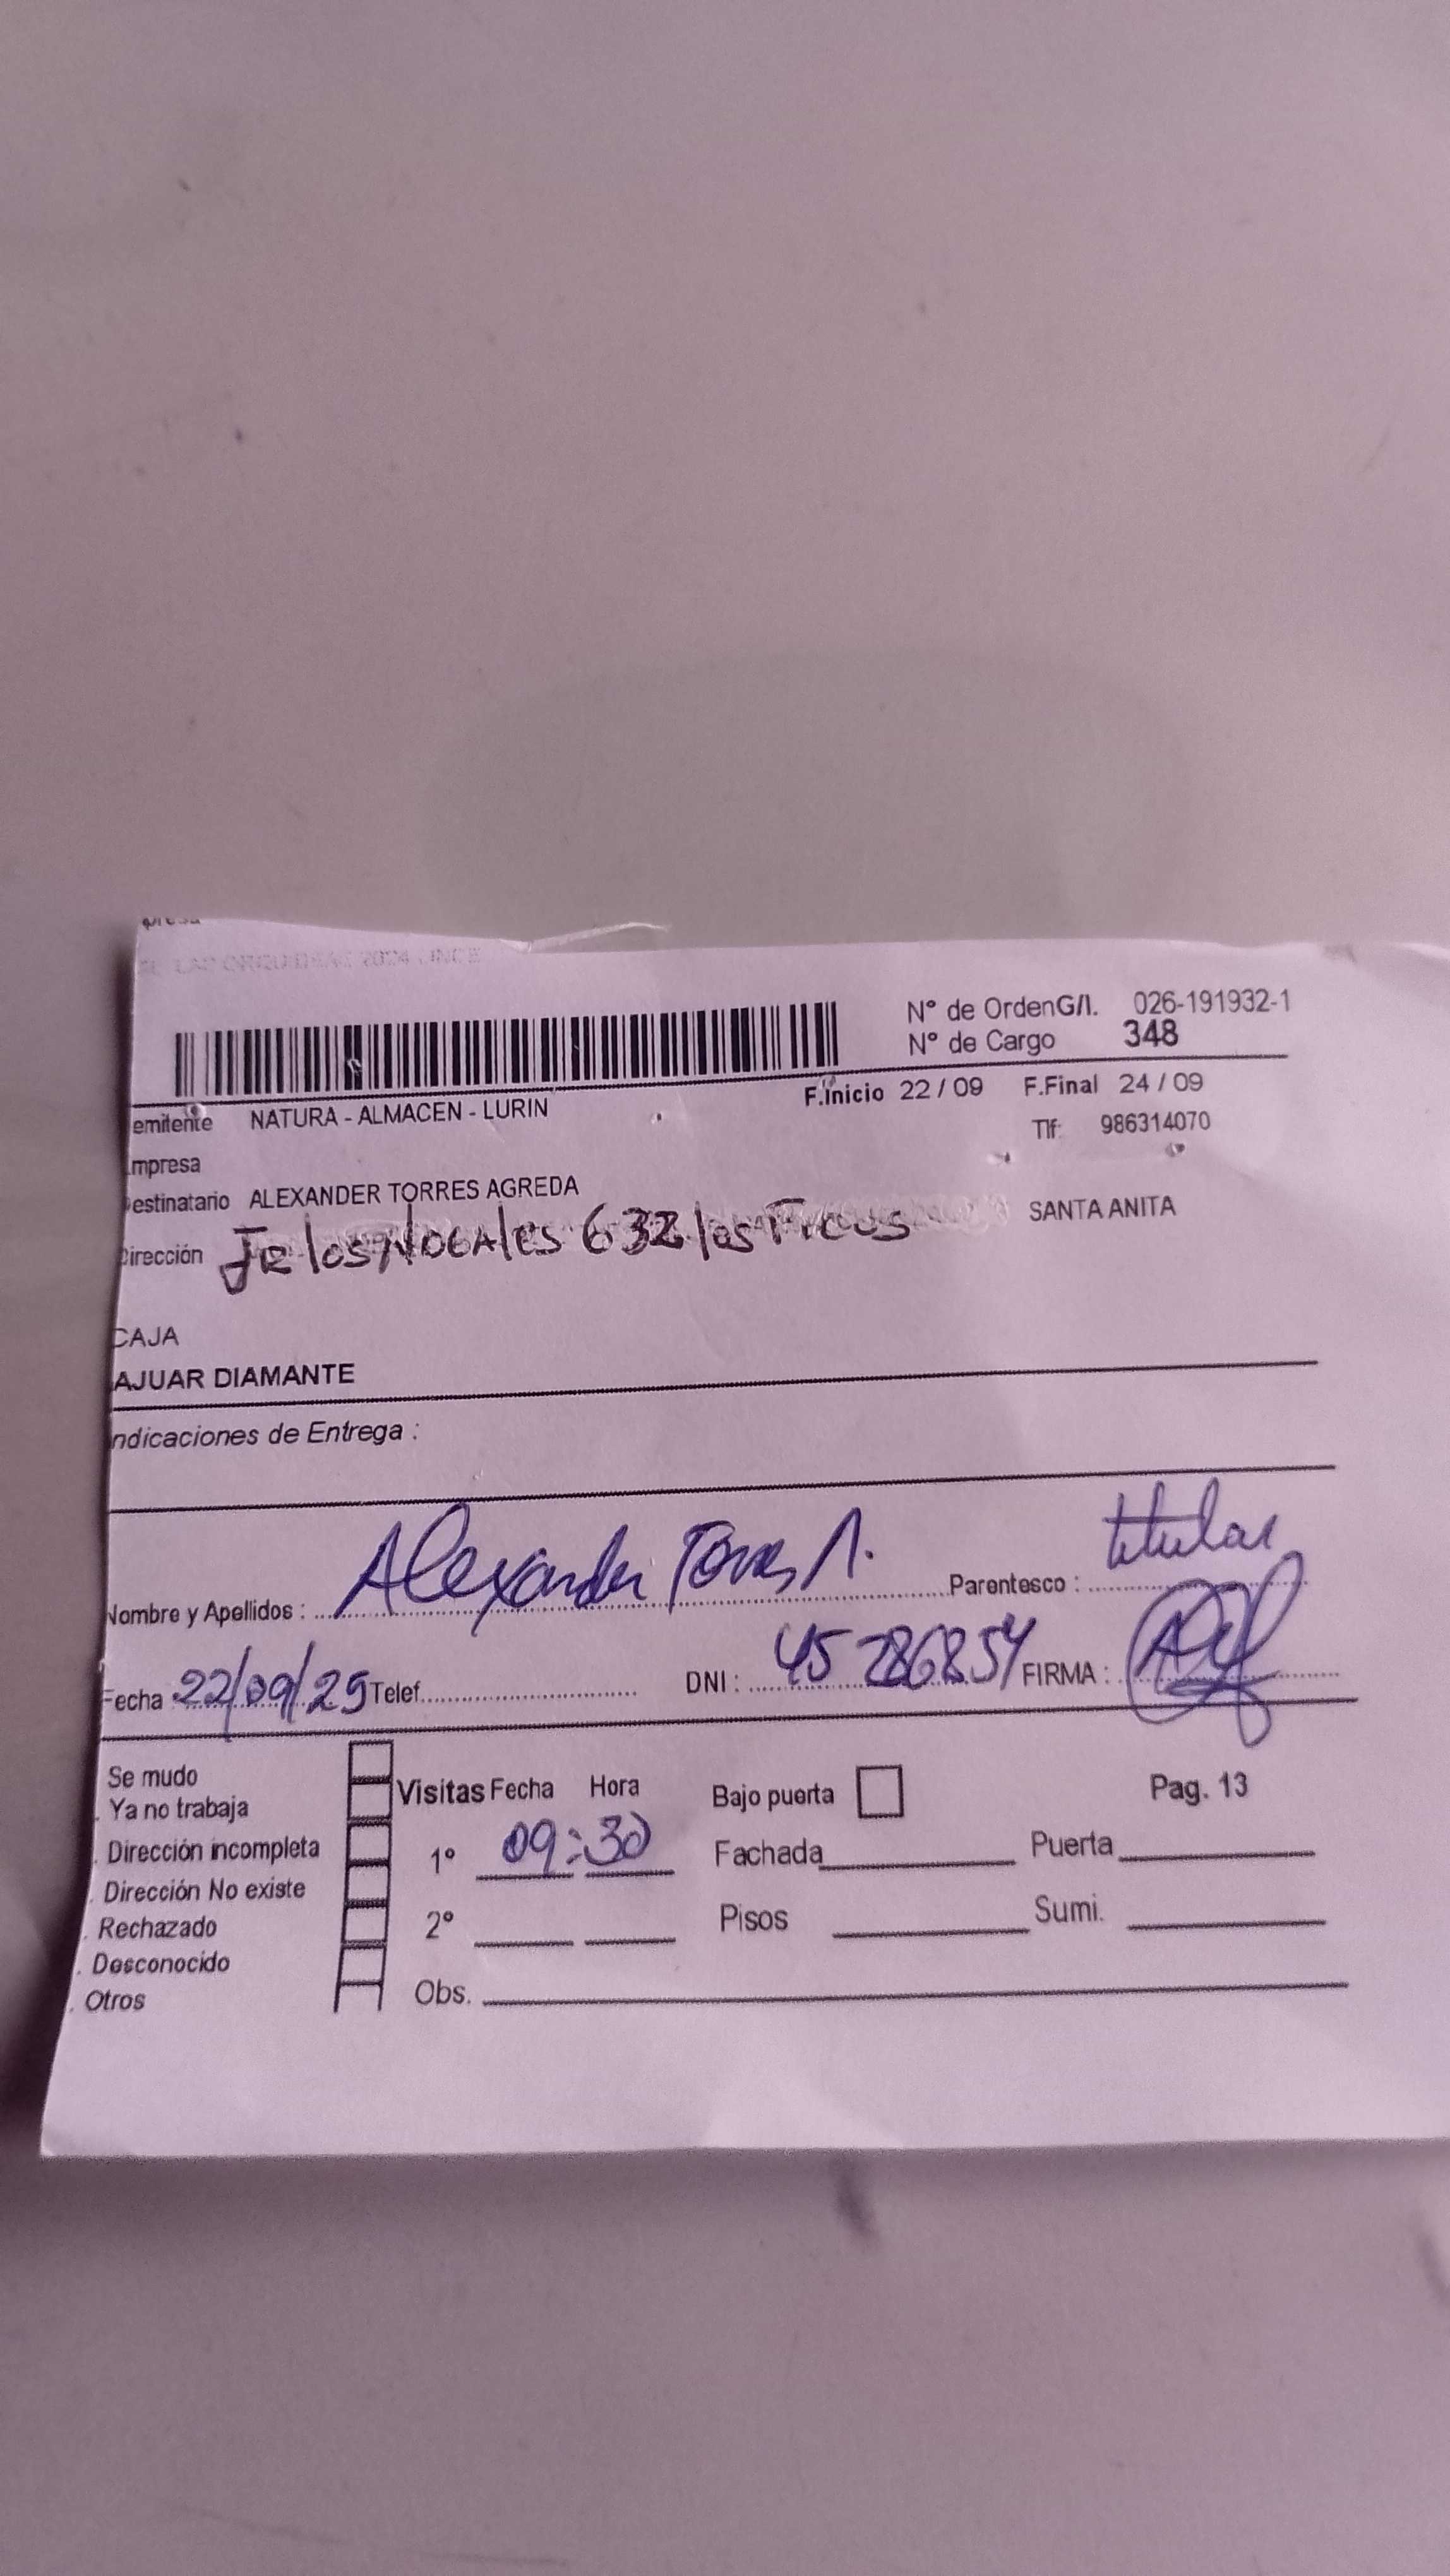 N° de OrdenG/I. 026-191932-1
N° de Cargo 348
F.Inicio 22 / 09 F.Final 24 / 09
emitente NATURA - ALMACEN - LURIN
Tlf: 986314070
mpresa
estinatario ALEXANDER TORRES AGREDA
SANTA ANITA
irección JR los NOGAles 632 los Ficus
CAJA
AJUAR DIAMANTE
ndicaciones de Entrega :
Nombre y Apellidos : Alexander Torres A. Parentesco : titular
Fecha 22/09/25 Telef. DNI : 45286854 FIRMA :
Se mudo
Visitas Fecha Hora Bajo puerta Pag. 13
Ya no trabaja
Dirección incompleta 1° 09:30 Fachada Puerta
Dirección No existe
Rechazado 2° Pisos Sumi.
Desconocido
Otros Obs.